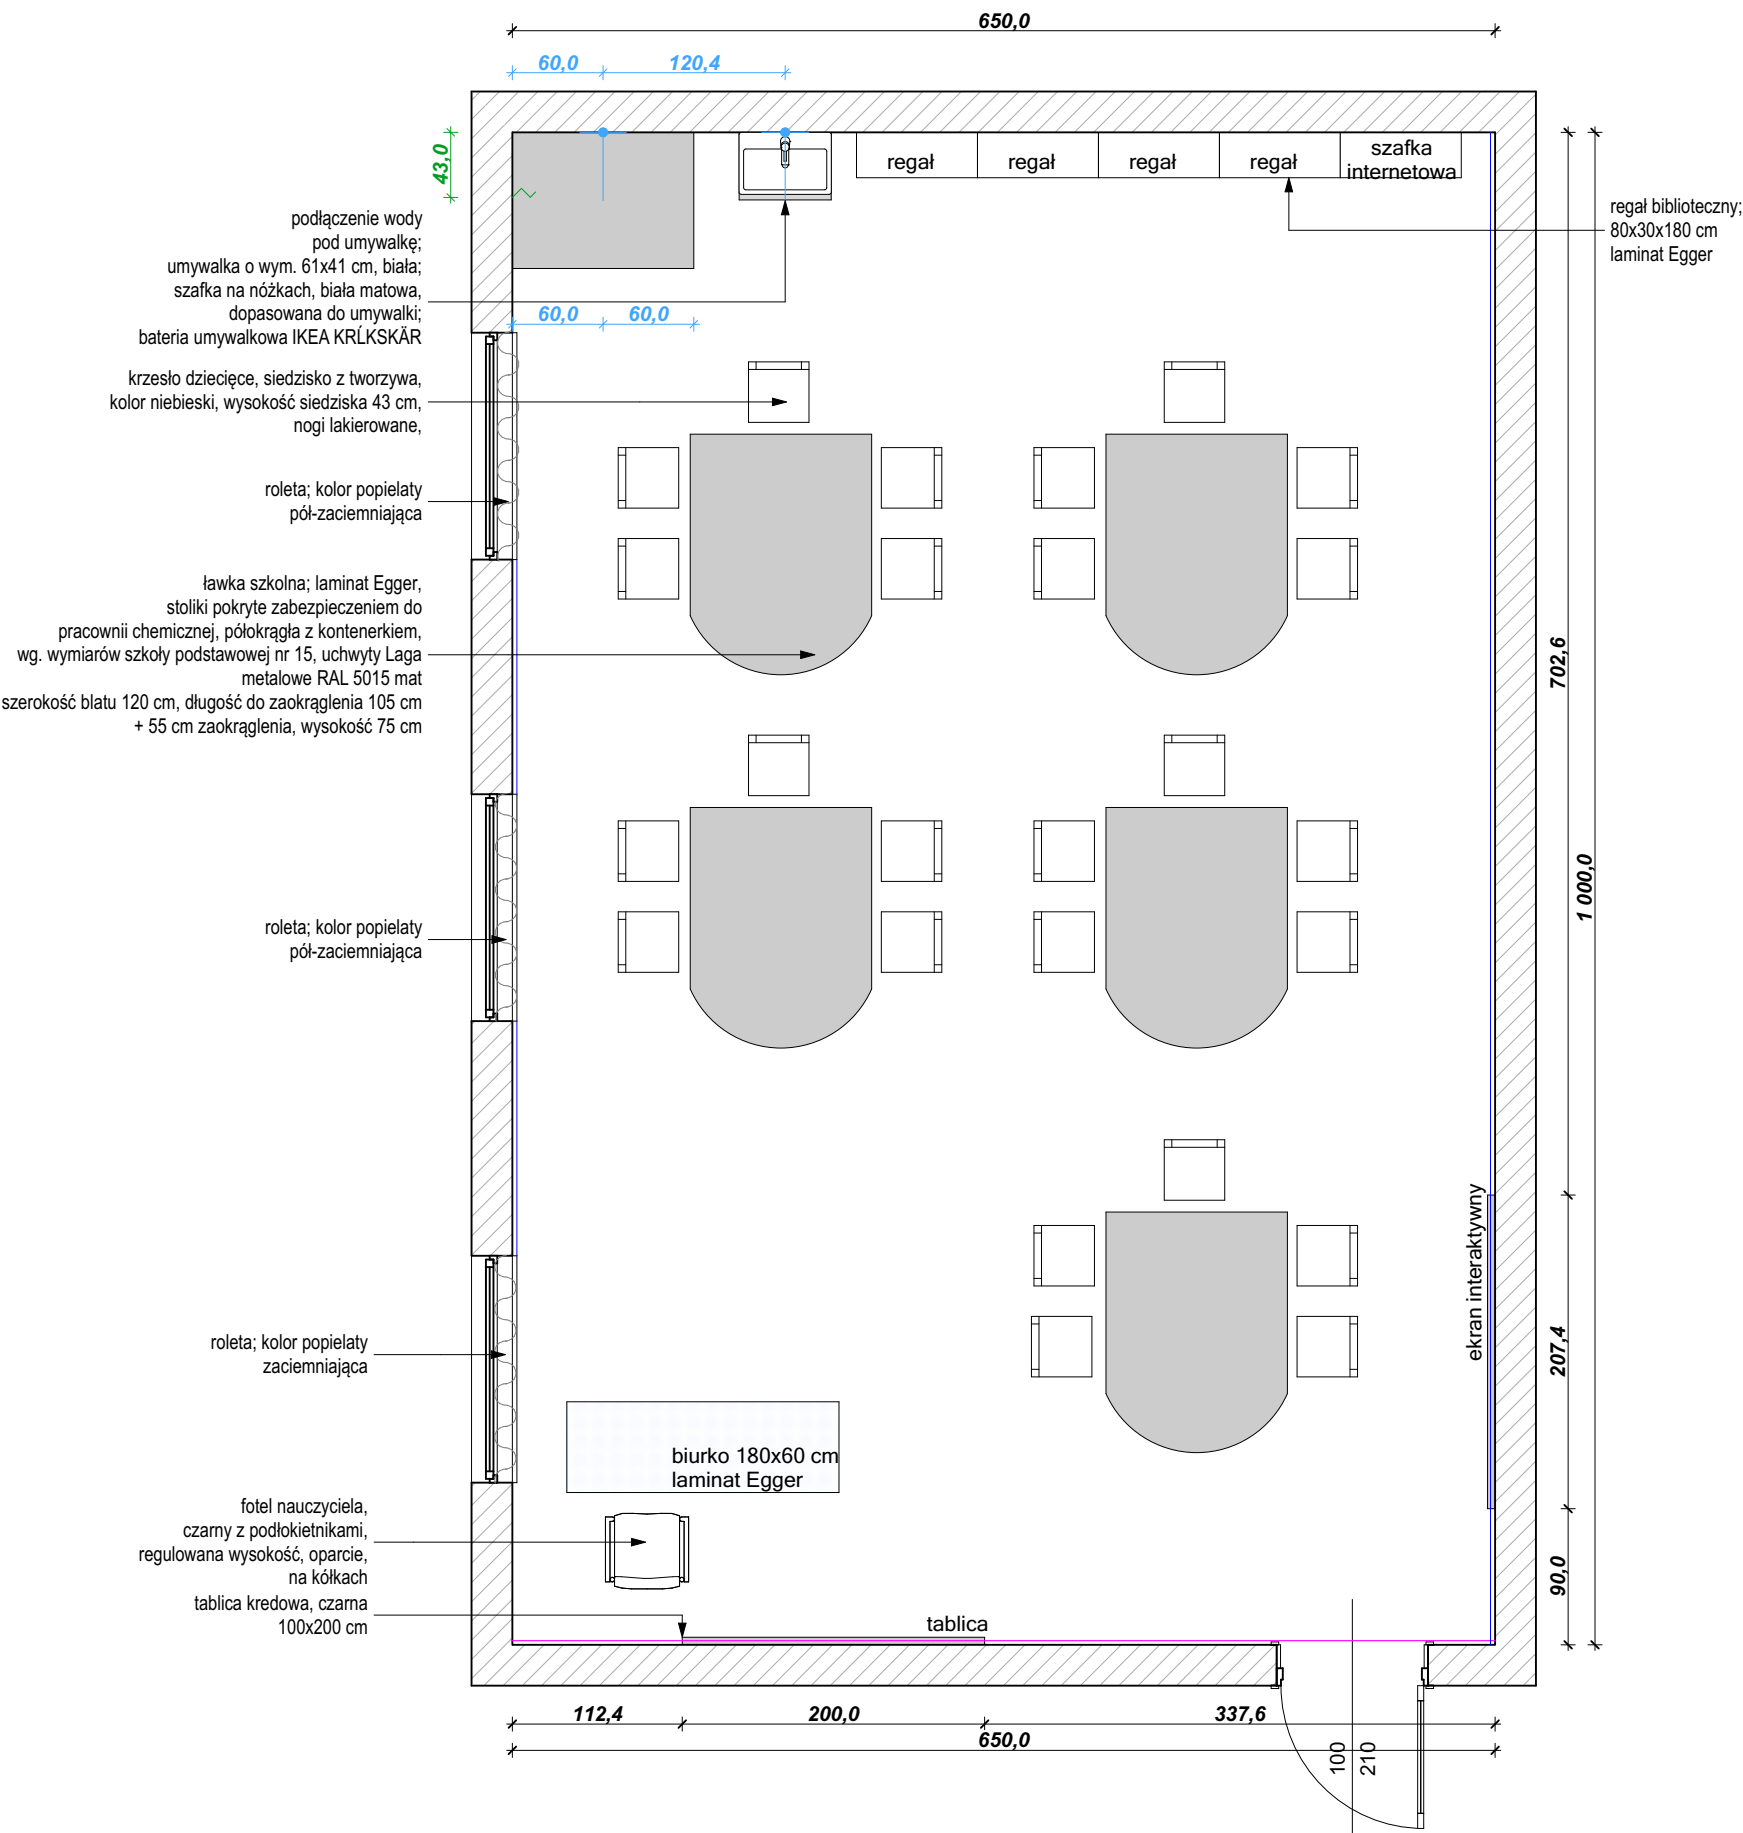 650,0
60,0
120,4
43,0
regał
regał
regał
regał
szafka
internetowa
regał biblioteczny;
80x30x180 cm
laminat Egger
podłączenie wody
pod umywalkę;
umywalka o wym. 61x41 cm, biała;
szafka na nóżkach, biała matowa,
dopasowana do umywalki;
bateria umywalkowa IKEA KRĹKSKÄR
60,0
60,0
krzesło dziecięce, siedzisko z tworzywa,
kolor niebieski, wysokość siedziska 43 cm,
nogi lakierowane,
roleta; kolor popielaty
pół-zaciemniająca
ławka szkolna; laminat Egger,
stoliki pokryte zabezpieczeniem do
pracownii chemicznej, półokrągła z kontenerkiem,
wg. wymiarów szkoły podstawowej nr 15, uchwyty Laga
metalowe RAL 5015 mat
szerokość blatu 120 cm, długość do zaokrąglenia 105 cm
+ 55 cm zaokrąglenia, wysokość 75 cm
702,6
1 000,0
roleta; kolor popielaty
pół-zaciemniająca
ekran interaktywny
207,4
roleta; kolor popielaty
zaciemniająca
biurko 180x60 cm
laminat Egger
fotel nauczyciela,
czarny z podłokietnikami,
regulowana wysokość, oparcie,
na kółkach
90,0
tablica kredowa, czarna
100x200 cm
tablica
112,4
200,0
337,6
650,0
100
210